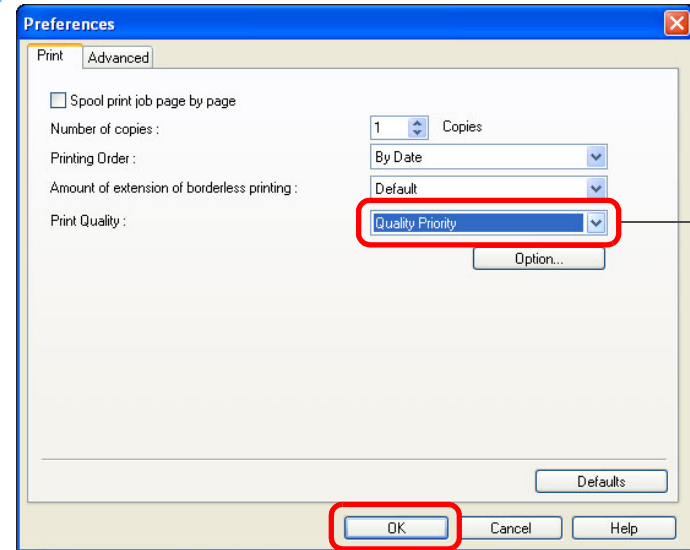 Preferences
Print Advanced
Spool print job page by page
Number of copies : 1 Copies
Printing Order : By Date
Amount of extension of borderless printing : Default
Print Quality : Quality Priority
Option...
Defaults
OK Cancel Help